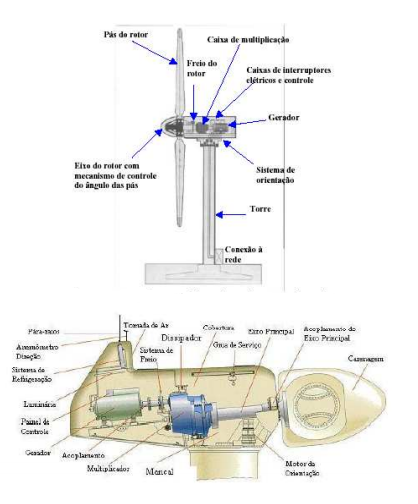 Pás do rotor
Caixa de multiplicação
Freio do
rotor
Caixas de interruptores
elétricos e controle
Gerador
Eixo do rotor com
mecanismo de controle
do ângulo das pás
Sistema de
orientação
Torre
Conexão à
rede
Pára-raios
Tomada de Ar
Anemômetro
Direção
Sistema de
Refrigeração
Sistema de
Freio
Dissipador
Cobertura
Grua de Serviço
Eixo Principal
Acoplamento do
Eixo Principal
Carenagem
Luminária
Painel de
Controle
Gerador
Acoplamento
Multiplicador
Mancal
Motor da
Orientação